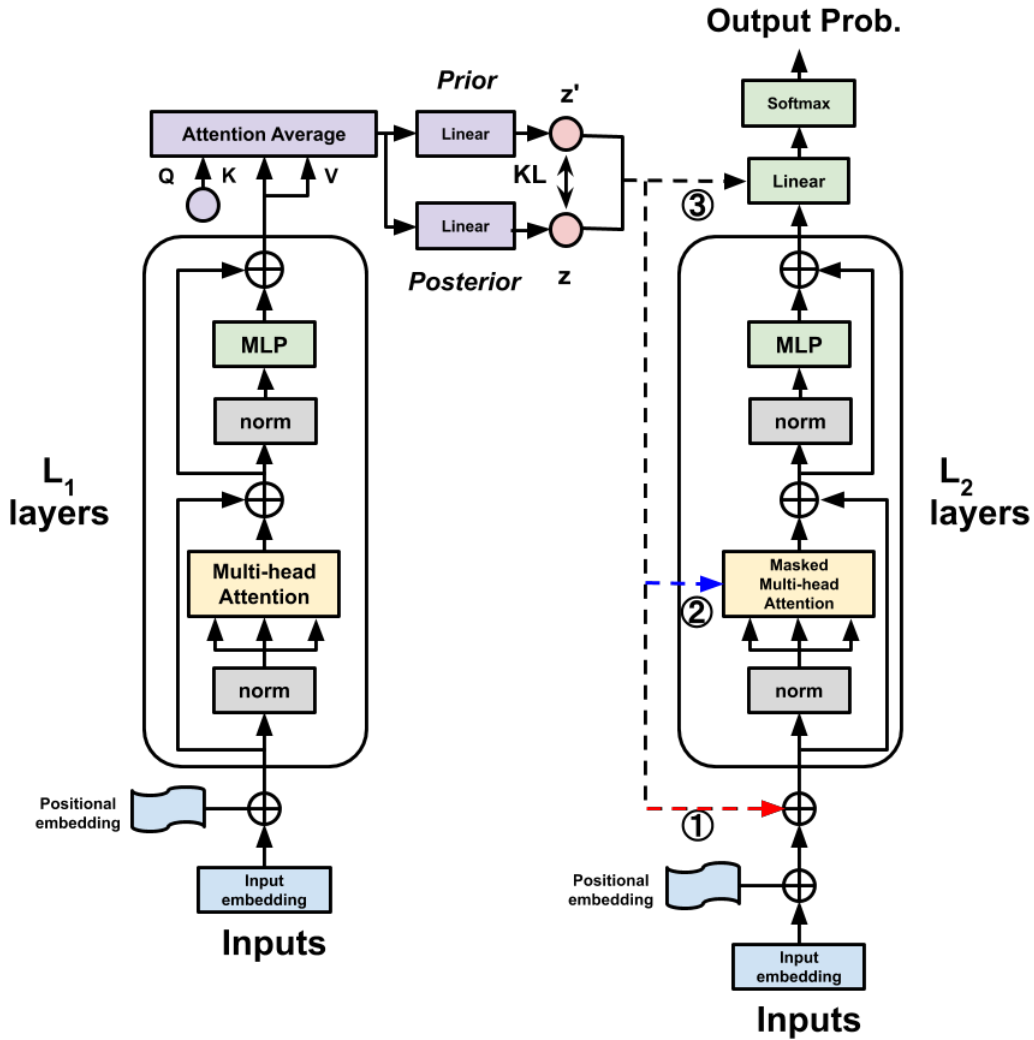 Output Prob.
Softmax
Linear
③
Prior
z'
Attention Average
Linear
Q
K
V
KL
Linear
Posterior
z
MLP
norm
L₁
layers
Multi-head
Attention
norm
Positional
embedding
Input
embedding
Inputs
MLP
norm
L₂
layers
Masked
Multi-head
Attention
②
norm
①
Positional
embedding
Input
embedding
Inputs